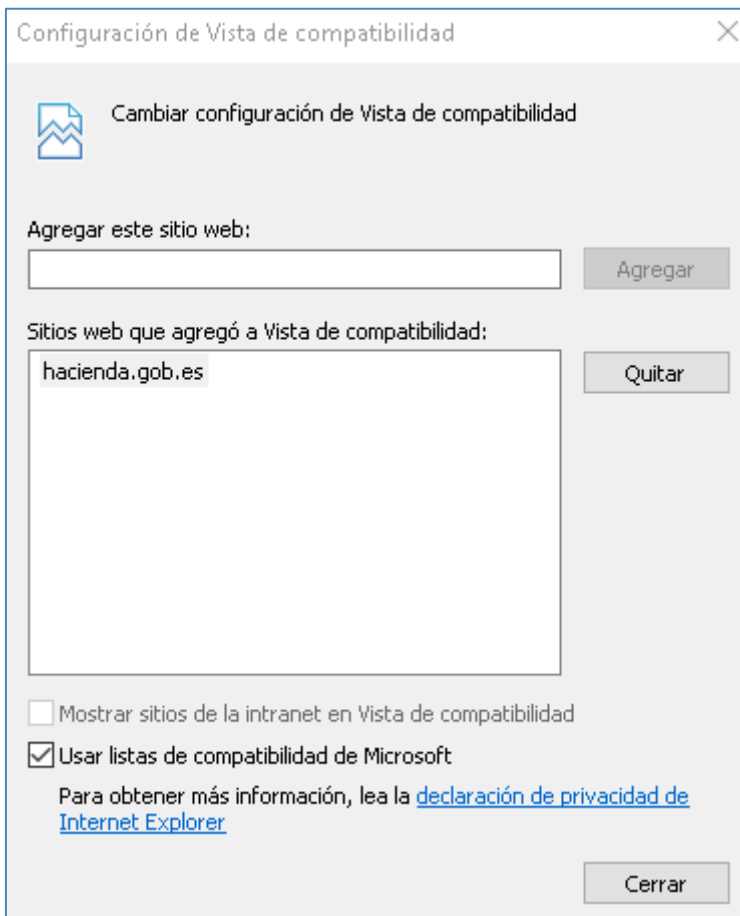 Configuración de Vista de compatibilidad
Cambiar configuración de Vista de compatibilidad
Agregar este sitio web:
Agregar
Sitios web que agregó a Vista de compatibilidad:
hacienda.gob.es
Quitar
Mostrar sitios de la intranet en Vista de compatibilidad
Usar listas de compatibilidad de Microsoft
Para obtener más información, lea la declaración de privacidad de
Internet Explorer
Cerrar